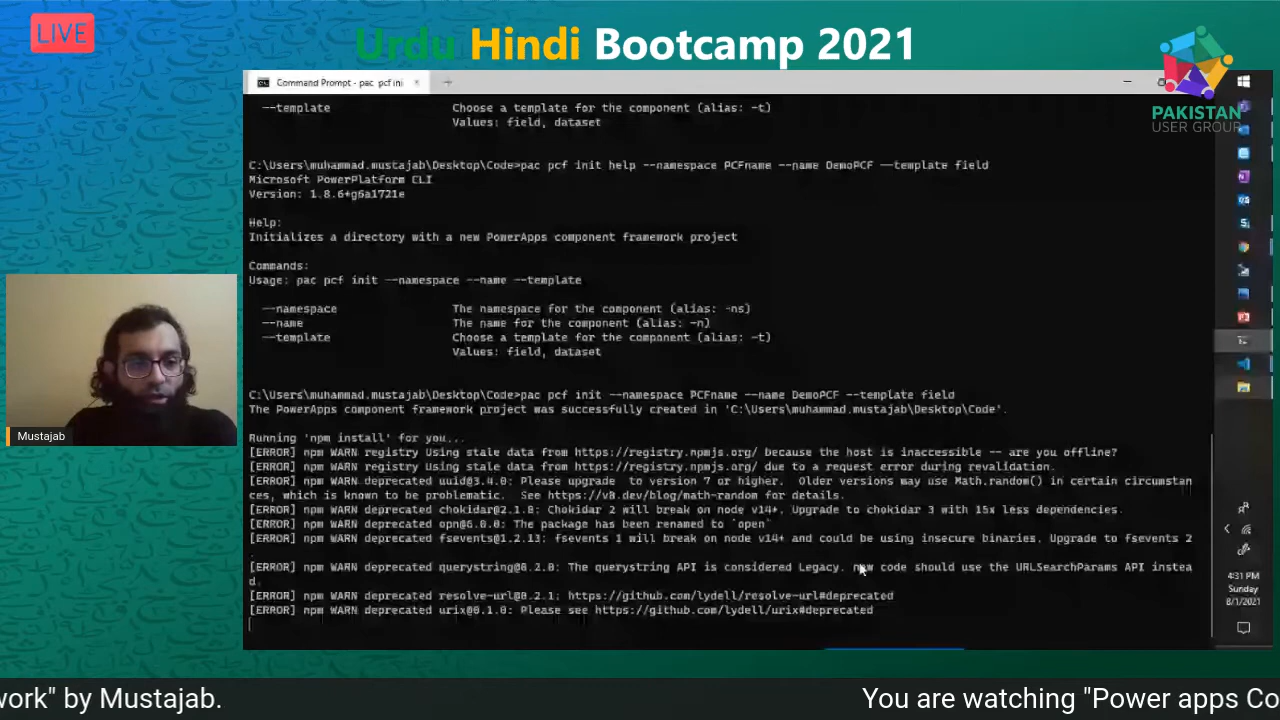 LIVE
Urdu Hindi Bootcamp 2021
PAKISTAN
USER GROUP
Command Prompt - pac pcf ini
--template Choose a template for the component (alias: -t)
Values: field, dataset
C:\Users\muhammad.mustajab\Desktop\Code>pac pcf init help --namespace PCFname --name DemoPCF --template field
Microsoft PowerPlatform CLI
Version: 1.8.6+g6a1721e
Help:
Initializes a directory with a new PowerApps component framework project
Commands:
Usage: pac pcf init --namespace --name --template
--namespace The namespace for the component (alias: -ns)
--name The name for the component (alias: -n)
--template Choose a template for the component (alias: -t)
Values: field, dataset
C:\Users\muhammad.mustajab\Desktop\Code>pac pcf init --namespace PCFname --name DemoPCF --template field
The PowerApps component framework project was successfully created in 'C:\Users\muhammad.mustajab\Desktop\Code'.
Running 'npm install' for you...
[ERROR] npm WARN registry Using stale data from https://registry.npmjs.org/ because the host is inaccessible -- are you offline?
[ERROR] npm WARN registry Using stale data from https://registry.npmjs.org/ due to a request error during revalidation.
[ERROR] npm WARN deprecated uuid@3.4.0: Please upgrade to version 7 or higher. Older versions may use Math.random() in certain circumstan
ces, which is known to be problematic. See https://v8.dev/blog/math-random for details.
[ERROR] npm WARN deprecated chokidar@2.1.8: Chokidar 2 will break on node v14+. Upgrade to chokidar 3 with 15x less dependencies.
[ERROR] npm WARN deprecated opn@6.0.0: The package has been renamed to `open`
[ERROR] npm WARN deprecated fsevents@1.2.13: fsevents 1 will break on node v14+ and could be using insecure binaries. Upgrade to fsevents 2
.
[ERROR] npm WARN deprecated querystring@0.2.0: The querystring API is considered Legacy. new code should use the URLSearchParams API instea
d.
[ERROR] npm WARN deprecated resolve-url@0.2.1: https://github.com/lydell/resolve-url#deprecated
[ERROR] npm WARN deprecated urix@0.1.0: Please see https://github.com/lydell/urix#deprecated
Mustajab
4:31 PM
Sunday
8/1/2021
work" by Mustajab.
You are watching "Power apps Co